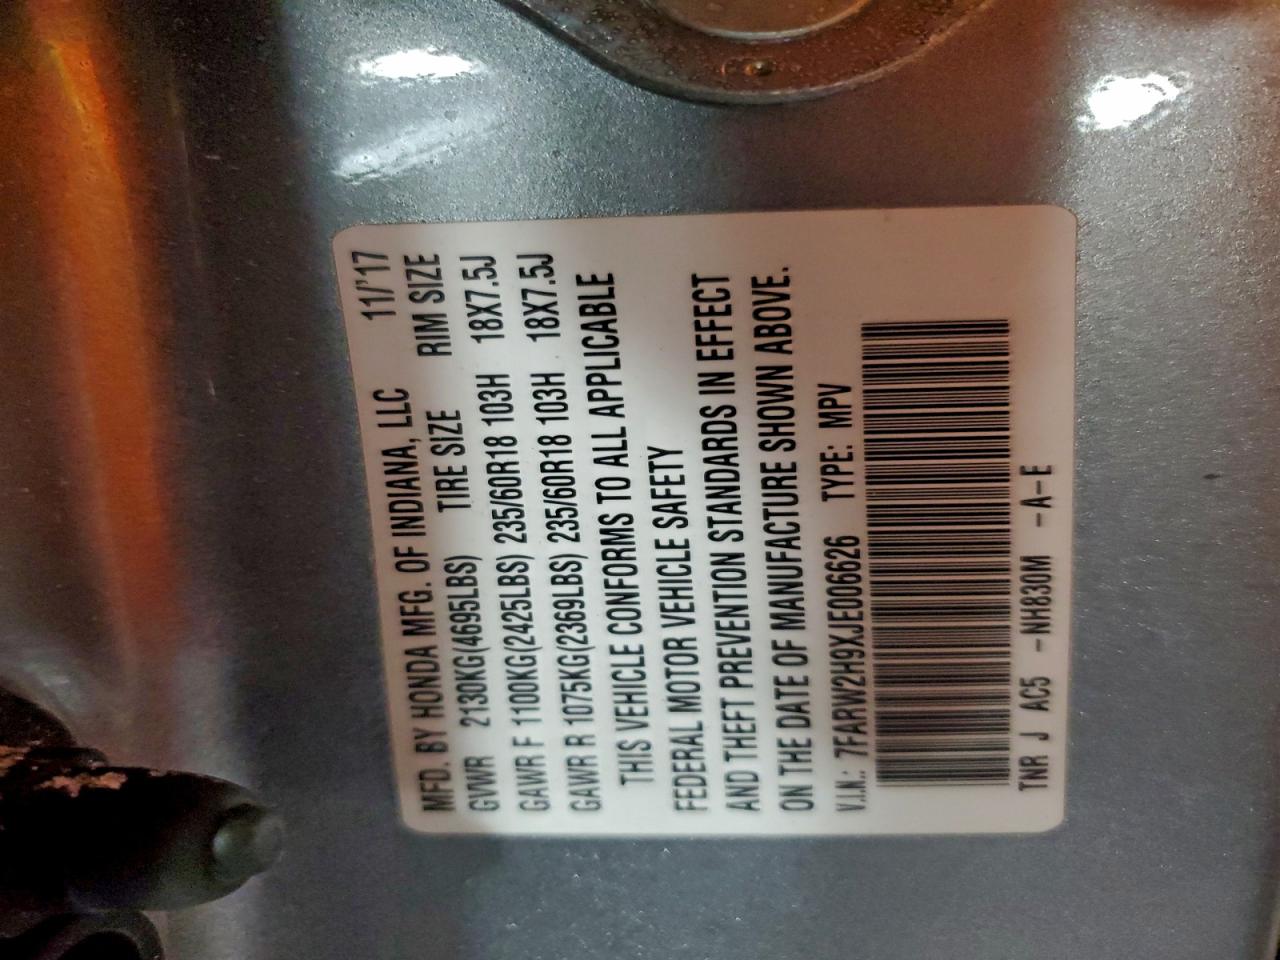 MFD. BY HONDA MFG. OF INDIANA, LLC 11/'17
GVWR 2130KG(4695LBS) TIRE SIZE RIM SIZE
GAWR F 1100KG(2425LBS) 235/60R18 103H 18X7.5J
GAWR R 1075KG(2369LBS) 235/60R18 103H 18X7.5J
THIS VEHICLE CONFORMS TO ALL APPLICABLE
FEDERAL MOTOR VEHICLE SAFETY
AND THEFT PREVENTION STANDARDS IN EFFECT
ON THE DATE OF MANUFACTURE SHOWN ABOVE.
V.I.N.: 7FARW2H9XJE006626 TYPE: MPV
TNR J AC5 -NH830M -A-E